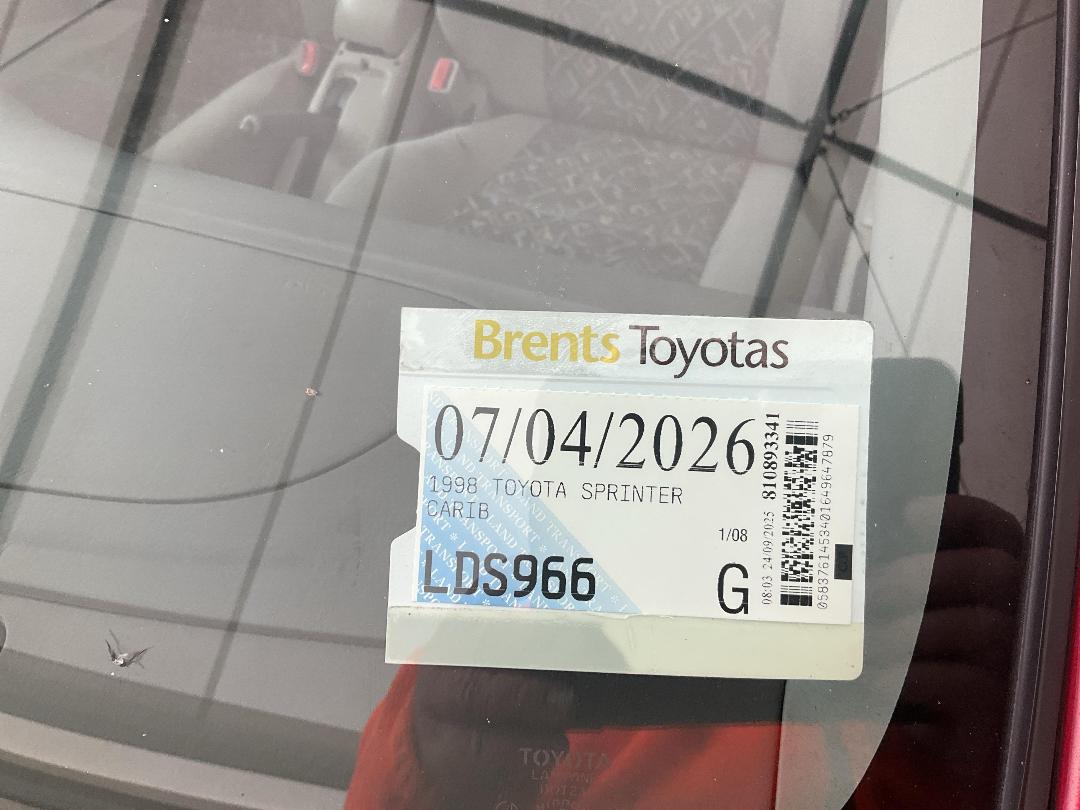 Brents Toyotas
07/04/2026
1998 TOYOTA SPRINTER
CARIB
1/08
LDS966
G
08:03 24/09/2025 810893341
TOYOTA